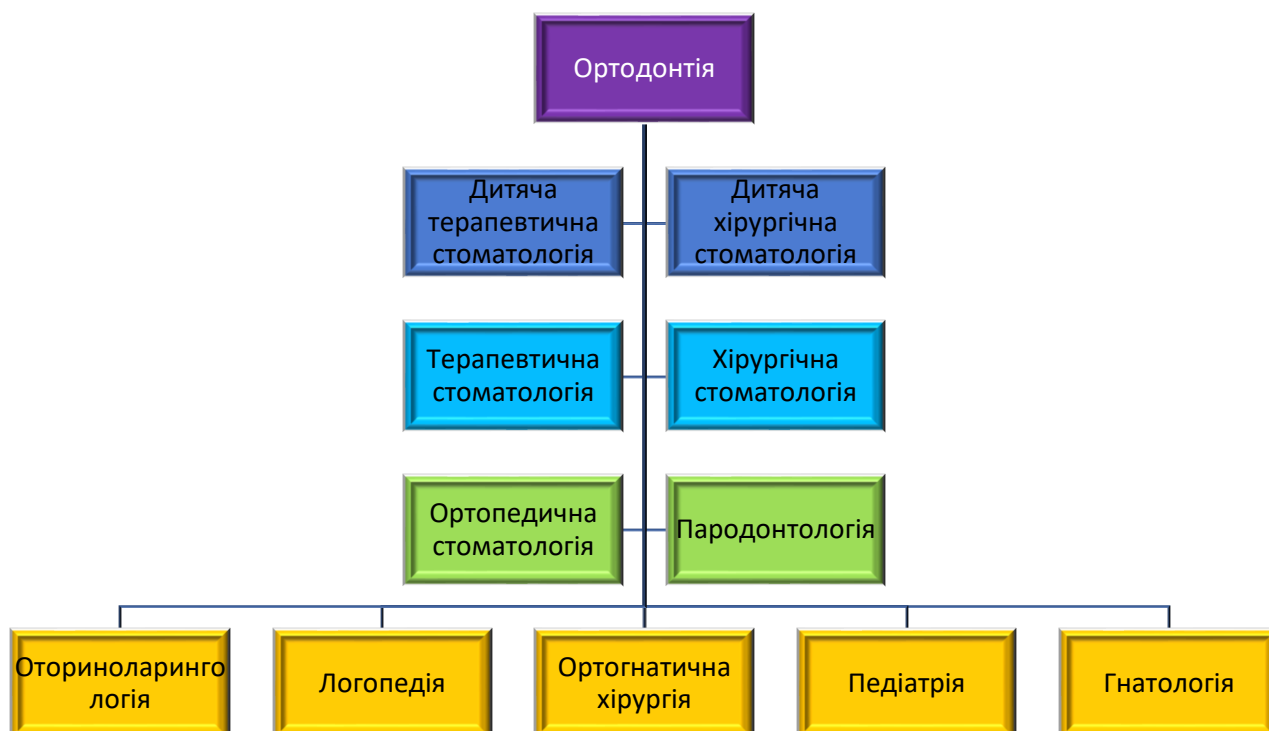 Ортодонтія
Дитяча
терапевтична
стоматологія
Дитяча
хірургічна
стоматологія
Терапевтична
стоматологія
Хірургічна
стоматологія
Ортопедична
стоматологія
Пародонтологія
Оториноларинго
логія
Логопедія
Ортогнатична
хірургія
Педіатрія
Гнатологія